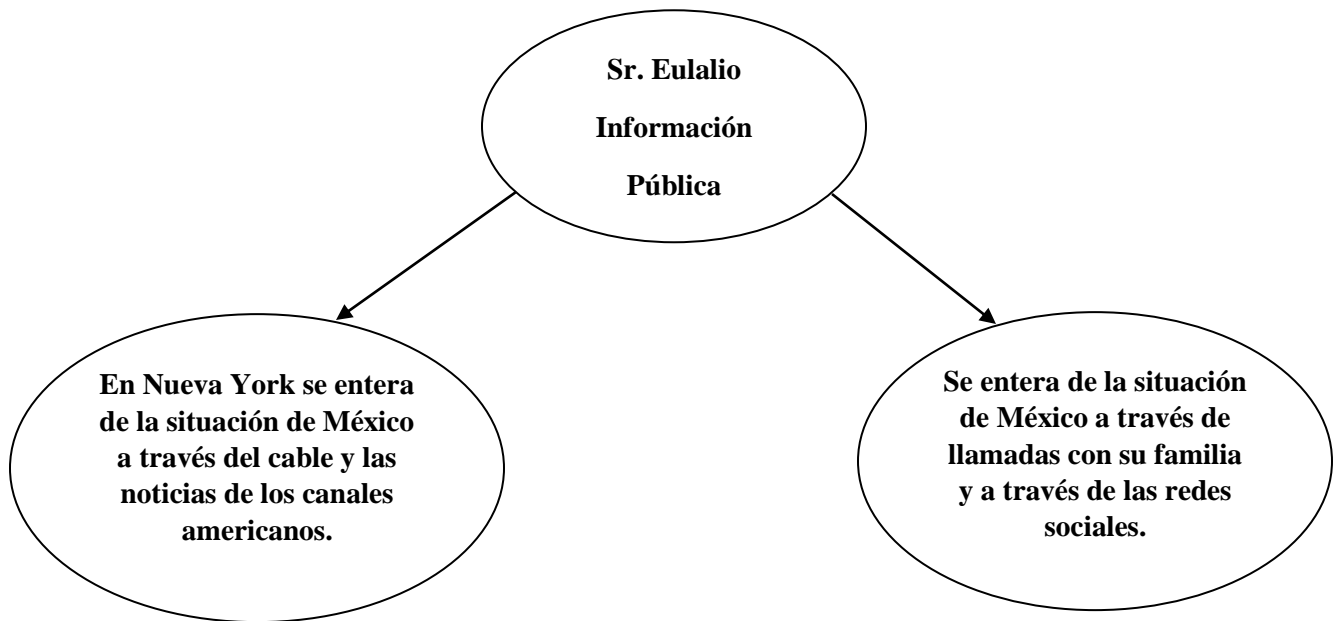 Sr. Eulalio
Información
Pública
En Nueva York se entera
de la situación de México
a través del cable y las
noticias de los canales
americanos.
Se entera de la situación
de México a través de
llamadas con su familia
y a través de las redes
sociales.